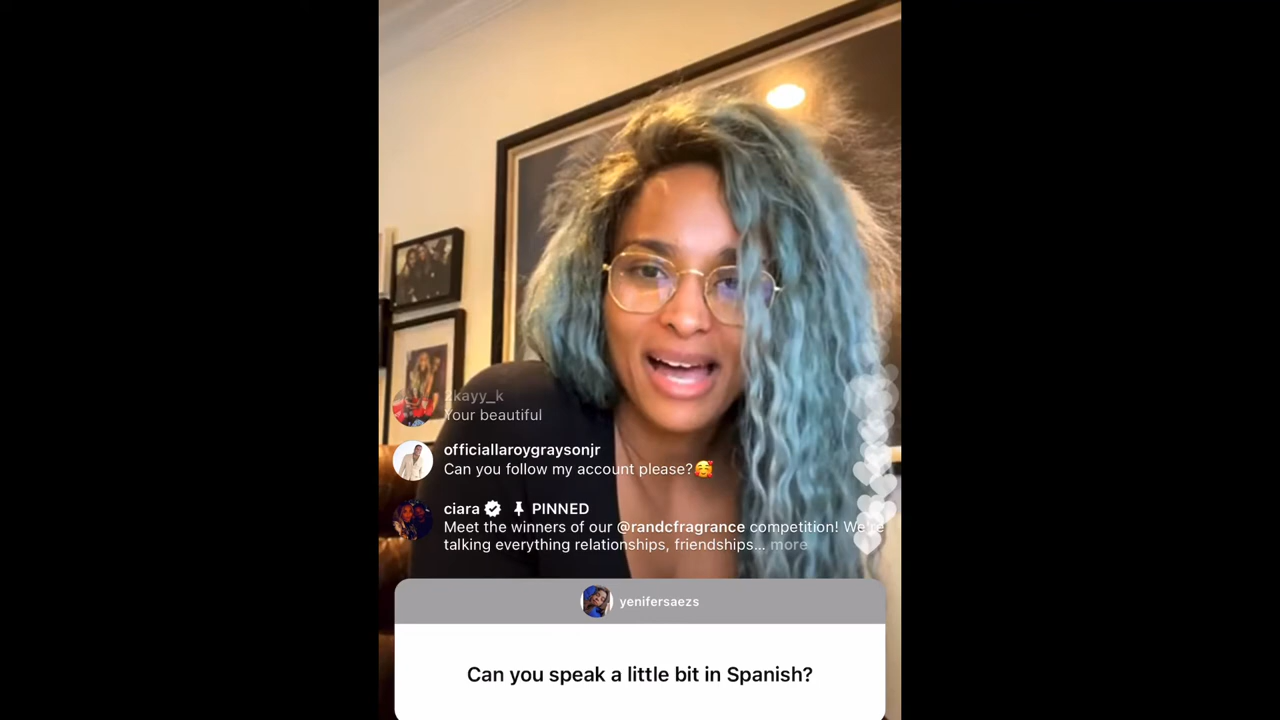 2kayy_k
Your beautiful
officiallaroygraysonjr
Can you follow my account please?🥰
ciara PINNED
Meet the winners of our @randcfragrance competition! We're
talking everything relationships, friendships... more
yenifersaezs
Can you speak a little bit in Spanish?